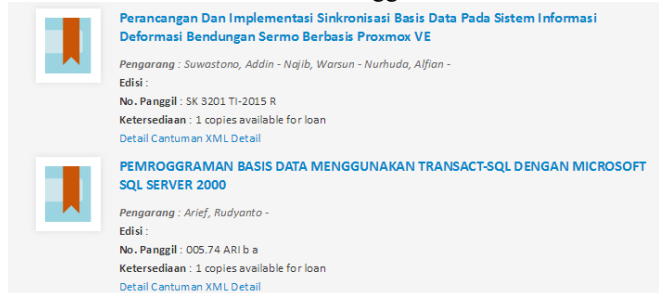 Perancangan Dan Implementasi Sinkronisasi Basis Data Pada Sistem Informasi
Deformasi Bendungan Sermo Berbasis Proxmox VE
Pengarang : Suwastono, Addin - Najib, Warsun - Nurhuda, Alfian -
Edisi :
No. Panggil : SK 3201 TI-2015 R
Ketersediaan : 1 copies available for loan
Detail Cantuman XML Detail
PEMROGGRAMAN BASIS DATA MENGGUNAKAN TRANSACT-SQL DENGAN MICROSOFT
SQL SERVER 2000
Pengarang : Arief, Rudyanto -
Edisi :
No. Panggil : 005.74 ARI b a
Ketersediaan : 1 copies available for loan
Detail Cantuman XML Detail